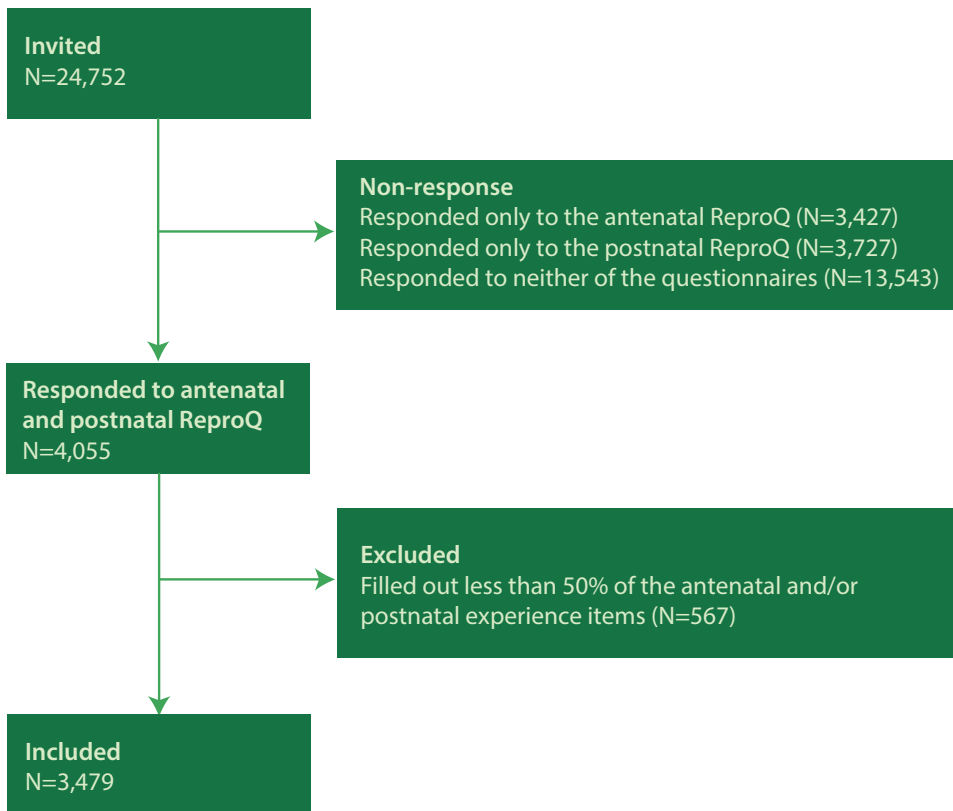 Invited
N=24,752
Non-response
Responded only to the antenatal ReproQ (N=3,427)
Responded only to the postnatal ReproQ (N=3,727)
Responded to neither of the questionnaires (N=13,543)
Responded to antenatal
and postnatal ReproQ
N=4,055
Excluded
Filled out less than 50% of the antenatal and/or
postnatal experience items (N=567)
Included
N=3,479